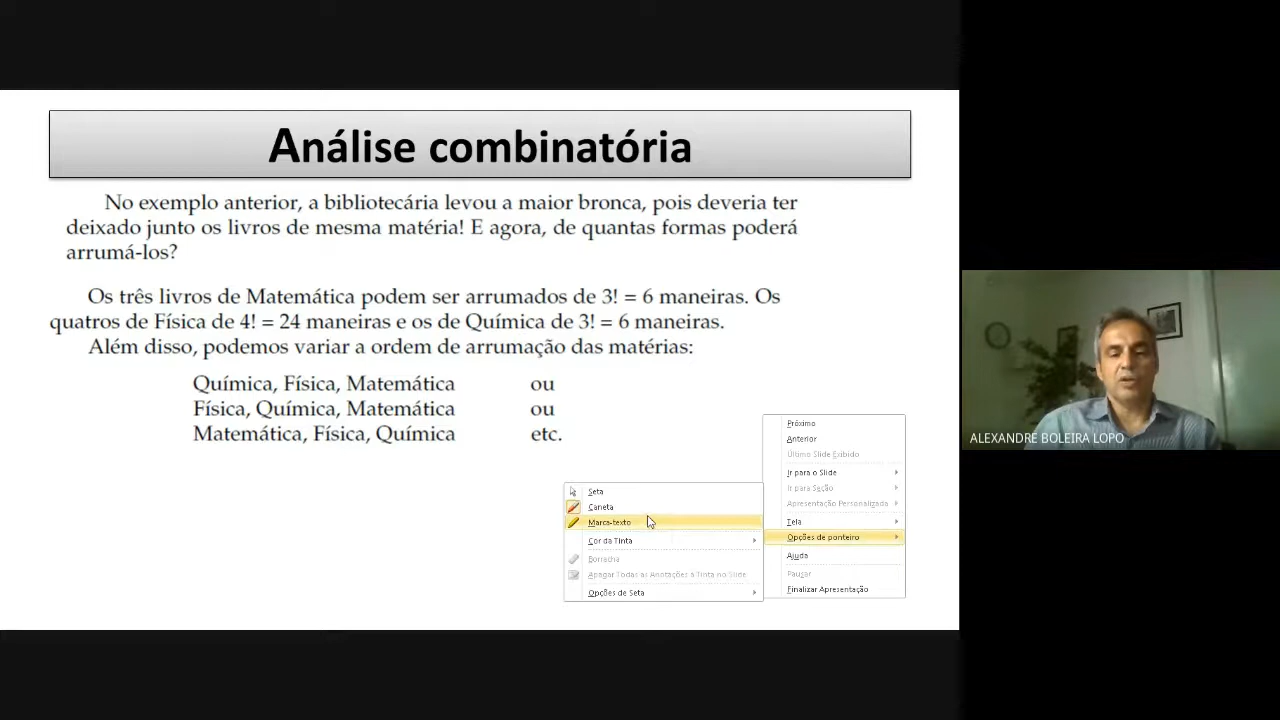 Análise combinatória
No exemplo anterior, a bibliotecária levou a maior bronca, pois deveria ter
deixado junto os livros de mesma matéria! E agora, de quantas formas poderá
arrumá-los?
Os três livros de Matemática podem ser arrumados de 3! = 6 maneiras. Os
quatros de Física de 4! = 24 maneiras e os de Química de 3! = 6 maneiras.
Além disso, podemos variar a ordem de arrumação das matérias:
Química, Física, Matemática ou
Física, Química, Matemática ou
Matemática, Física, Química etc.
Seta
Caneta
Marca-texto
Cor da Tinta
Borracha
Apagar Todas as Anotações à Tinta no Slide
Opções de Seta
Próximo
Anterior
Último Slide Exibido
Ir para o Slide
Ir para Seção
Apresentação Personalizada
Tela
Opções de ponteiro
Ajuda
Pausar
Finalizar Apresentação
ALEXANDRE BOLEIRA LOPO